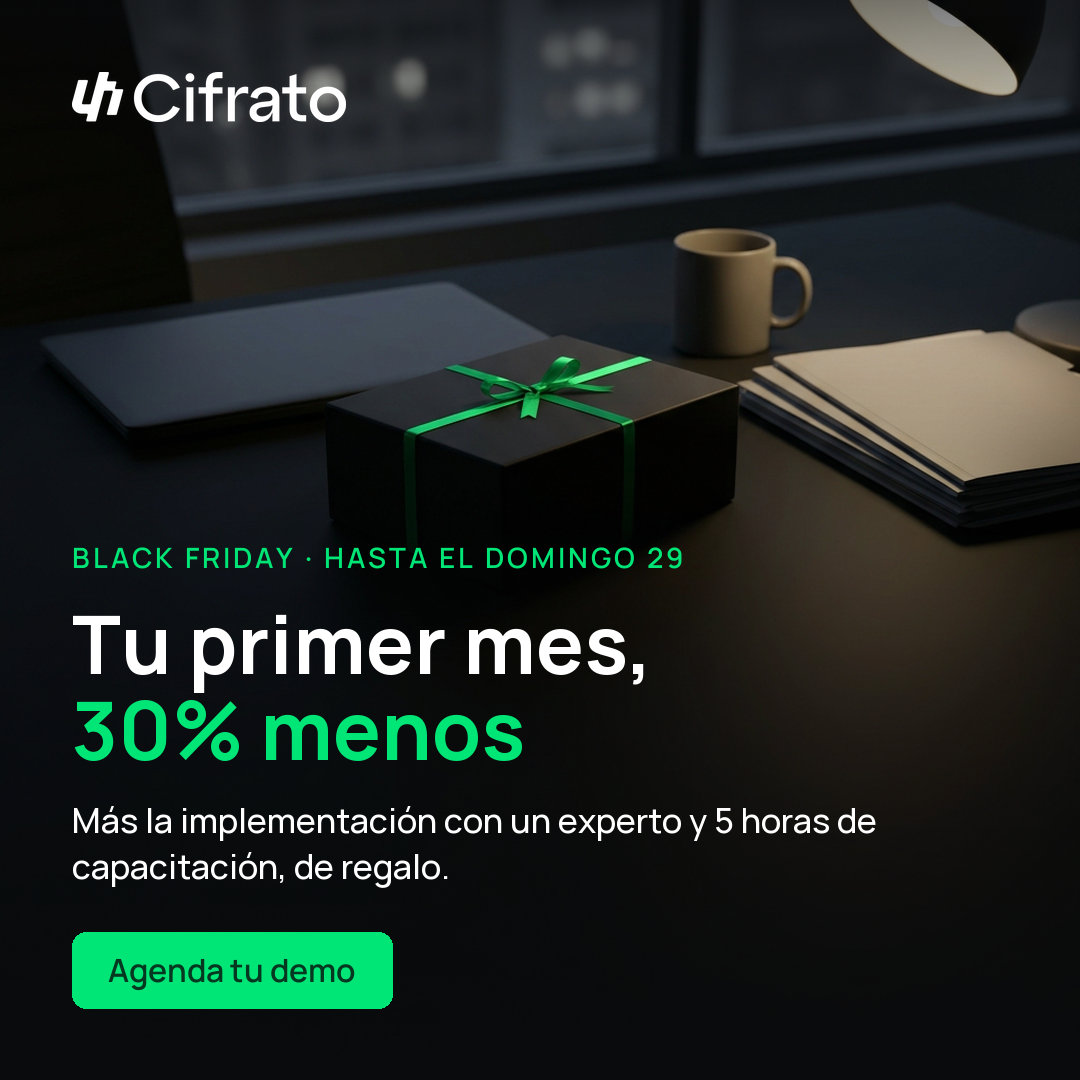 Cifrato
BLACK FRIDAY · HASTA EL DOMINGO 29
Tu primer mes,
30% menos
Más la implementación con un experto y 5 horas de
capacitación, de regalo.
Agenda tu demo